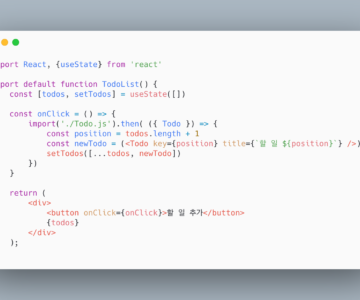 port React, {useState} from 'react'
port default function TodoList() {
const [todos, setTodos] = useState([])
const onClick = () => {
import('./Todo.js').then( ({ Todo }) => {
const position = todos.length + 1
const newTodo = (<Todo key={position} title={`할 일 ${position}`} />)
setTodos([...todos, newTodo])
})
}
return (
<div>
<button onClick={onClick}>할 일 추가</button>
{todos}
</div>
);